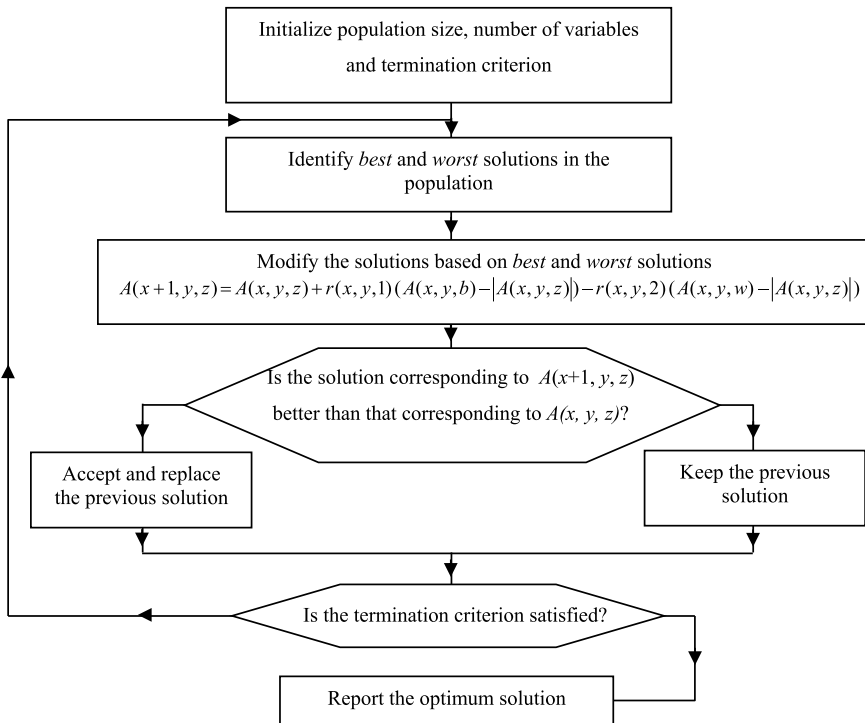 Initialize population size, number of variables
and termination criterion
Identify best and worst solutions in the
population
Modify the solutions based on best and worst solutions
A(x+1, y, z) = A(x, y, z) + r(x, y, 1) (A(x, y, b) − |A(x, y, z)|) − r(x, y, 2) (A(x, y, w) − |A(x, y, z)|)
Is the solution corresponding to A(x+1, y, z)
better than that corresponding to A(x, y, z)?
Accept and replace
the previous solution
Keep the previous
solution
Is the termination criterion satisfied?
Report the optimum solution